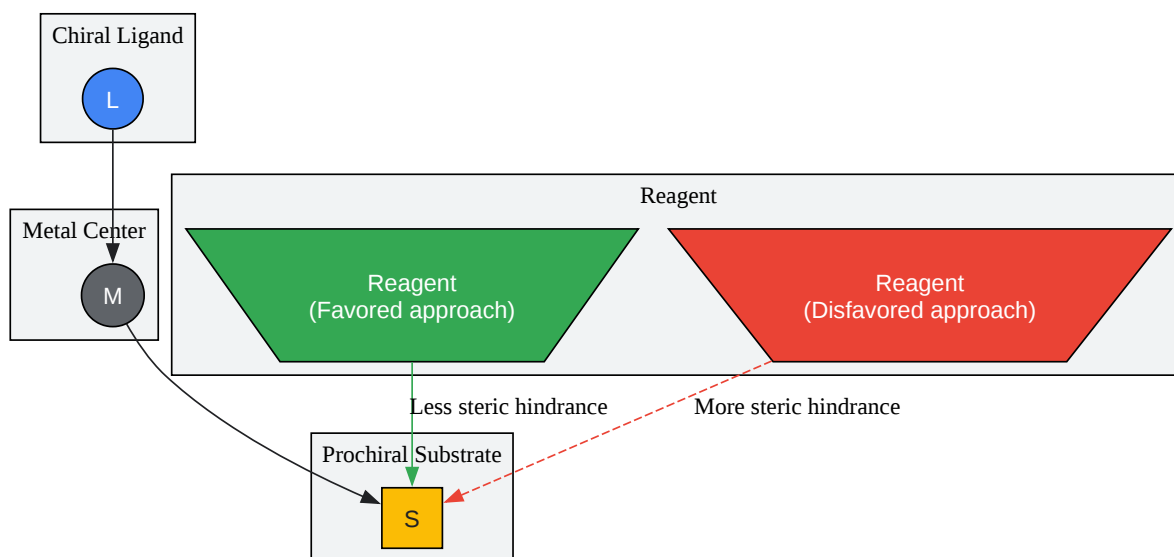 Chiral Ligand
L
Reagent
Metal Center
M
Reagent
(Favored approach)
Reagent
(Disfavored approach)
Less steric hindrance
More steric hindrance
Prochiral Substrate
S